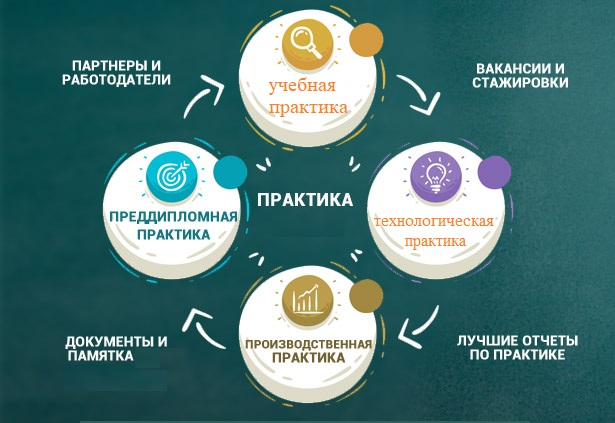 ПАРТНЕРЫ И
РАБОТОДАТЕЛИ
учебная
практика
ВАКАНСИИ И
СТАЖИРОВКИ
ПРЕДДИПЛОМНАЯ
ПРАКТИКА
ПРАКТИКА
технологическая
практика
ДОКУМЕНТЫ И
ПАМЯТКА
ПРОИЗВОДСТВЕННАЯ
ПРАКТИКА
ЛУЧШИЕ ОТЧЕТЫ
ПО ПРАКТИКЕ